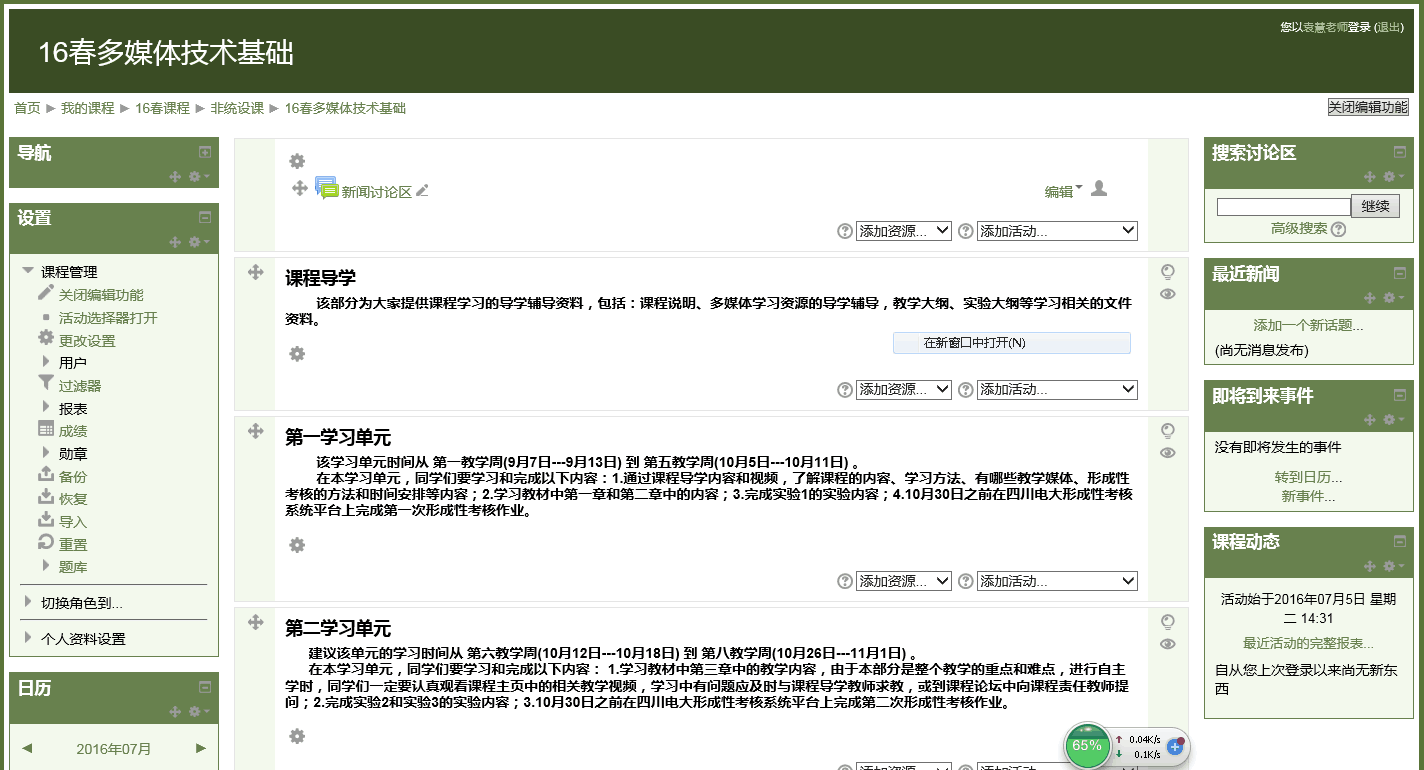 您以袁慧老师登录 (退出)
16春多媒体技术基础
首页 ► 我的课程 ► 16春课程 ► 非统设课 ► 16春多媒体技术基础
关闭编辑功能
导航
设置
课程管理
关闭编辑功能
活动选择器打开
更改设置
用户
过滤器
报表
成绩
勋章
备份
恢复
导入
重置
题库
切换角色到...
个人资料设置
日历
2016年07月
新闻讨论区
编辑
添加资源... 添加活动...
课程导学
该部分为大家提供课程学习的导学辅导资料，包括：课程说明、多媒体学习资源的导学辅导，教学大纲、实验大纲等学习相关的文件
资料。
在新窗口中打开(N)
添加资源... 添加活动...
第一学习单元
该学习单元时间从 第一教学周(9月7日---9月13日) 到 第五教学周(10月5日---10月11日) 。
在本学习单元，同学们要学习和完成以下内容：1.通过课程导学内容和视频，了解课程的内容、学习方法、有哪些教学媒体、形成性
考核的方法和时间安排等内容；2.学习教材中第一章和第二章中的内容；3.完成实验1的实验内容；4.10月30日之前在四川电大形成性考核
系统平台上完成第一次形成性考核作业。
添加资源... 添加活动...
第二学习单元
建议该单元的学习时间从 第六教学周(10月12日---10月18日) 到 第八教学周(10月26日---11月1日) 。
在本学习单元，同学们要学习和完成以下内容： 1.学习教材中第三章中的教学内容，由于本部分是整个教学的重点和难点，进行自主
学时，同学们一定要认真观看课程主页中的相关教学视频，学习中有问题应及时与课程导学教师求教，或到课程论坛中向课程责任教师提
问；2.完成实验2和实验3的实验内容；3.10月30日之前在四川电大形成性考核系统平台上完成第二次形成性考核作业。
添加资源... 添加活动...
65%
0.04K/s
0.1K/s
搜索讨论区
继续
高级搜索
最近新闻
添加一个新话题...
(尚无消息发布)
即将到来事件
没有即将发生的事件
转到日历...
新事件...
课程动态
活动始于2016年07月5日 星期
二 14:31
最近活动的完整报表...
自从您上次登录以来尚无新东
西